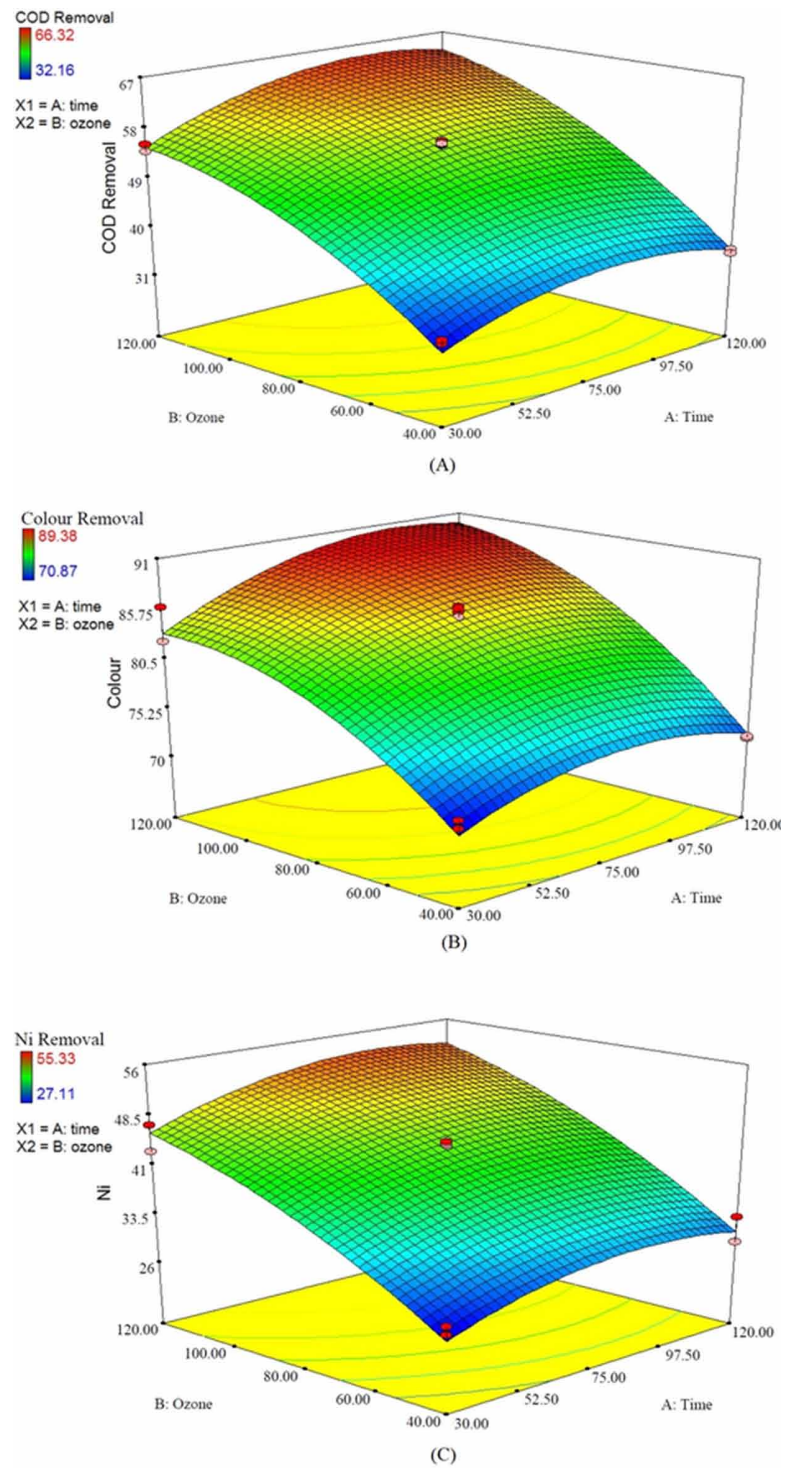 COD Removal
66.32
32.16
X1 = A: time
X2 = B: ozone
67
58
49
40
31
COD Removal
120.00
100.00
80.00
60.00
40.00
30.00
52.50
75.00
97.50
120.00
B: Ozone
A: Time
(A)
Colour Removal
89.38
70.87
X1 = A: time
X2 = B: ozone
91
85.75
80.5
75.25
70
Colour
120.00
100.00
80.00
60.00
40.00
30.00
52.50
75.00
97.50
120.00
B: Ozone
A: Time
(B)
Ni Removal
55.33
27.11
X1 = A: time
X2 = B: ozone
56
48.5
41
33.5
26
Ni
120.00
100.00
80.00
60.00
40.00
30.00
52.50
75.00
97.50
120.00
B: Ozone
A: Time
(C)